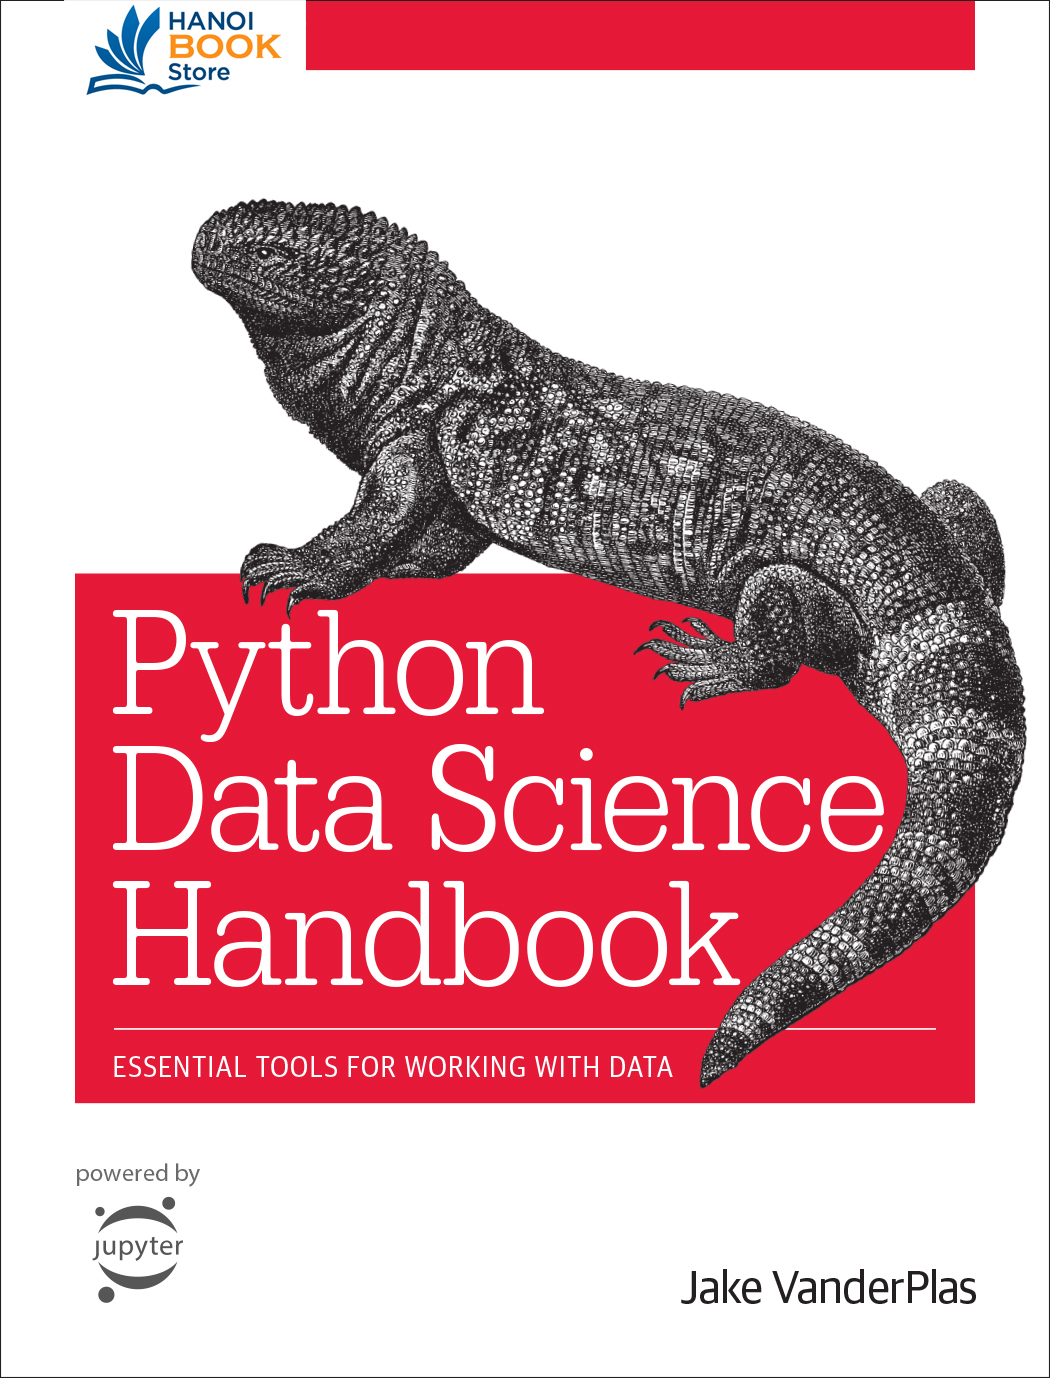 HANOI
BOOK
Store
Python
Data Science
Handbook
ESSENTIAL TOOLS FOR WORKING WITH DATA
powered by
jupyter
Jake VanderPlas